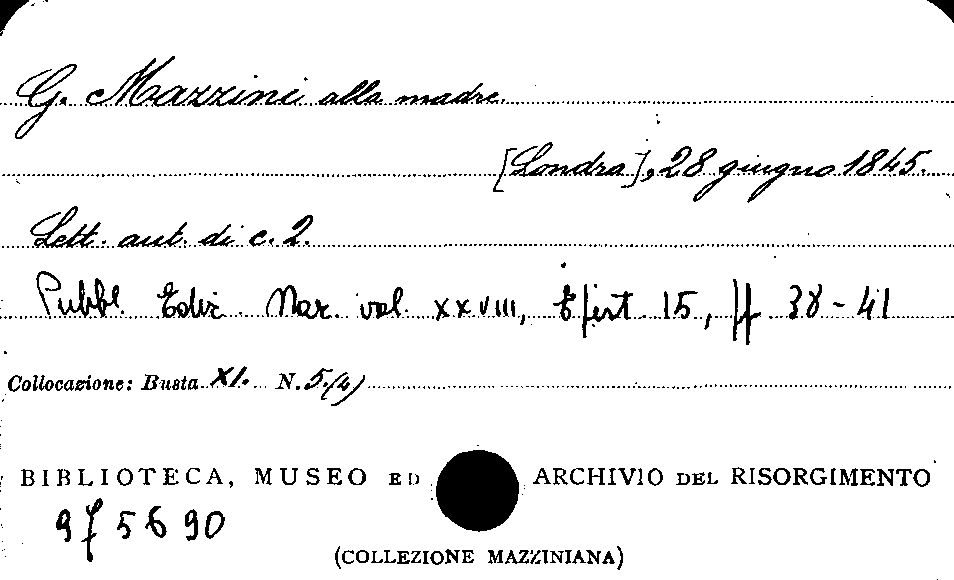 G. Mazzini alla madre.
[Londra], 28 giugno 1845.
Lett. aut. di c. 2.
Pubbl. Ediz. Naz. vol. XXVIII, Epist. 15, pp. 38-41
Collocazione: Busta XI. N. 5.(4)
BIBLIOTECA, MUSEO ED ARCHIVIO DEL RISORGIMENTO
5690
(COLLEZIONE MAZZINIANA)